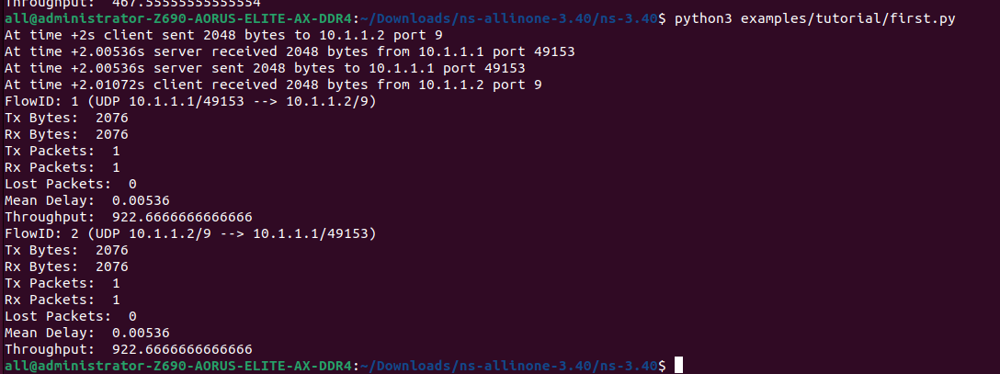 Throughput:  467.55555555555554
all@administrator-Z690-AORUS-ELITE-AX-DDR4:~/Downloads/ns-allinone-3.40/ns-3.40$ python3 examples/tutorial/first.py
At time +2s client sent 2048 bytes to 10.1.1.2 port 9
At time +2.00536s server received 2048 bytes from 10.1.1.1 port 49153
At time +2.00536s server sent 2048 bytes to 10.1.1.1 port 49153
At time +2.01072s client received 2048 bytes from 10.1.1.2 port 9
FlowID: 1 (UDP 10.1.1.1/49153 --> 10.1.1.2/9)
Tx Bytes:  2076
Rx Bytes:  2076
Tx Packets:  1
Rx Packets:  1
Lost Packets:  0
Mean Delay:  0.00536
Throughput:  922.6666666666666
FlowID: 2 (UDP 10.1.1.2/9 --> 10.1.1.1/49153)
Tx Bytes:  2076
Rx Bytes:  2076
Tx Packets:  1
Rx Packets:  1
Lost Packets:  0
Mean Delay:  0.00536
Throughput:  922.6666666666666
all@administrator-Z690-AORUS-ELITE-AX-DDR4:~/Downloads/ns-allinone-3.40/ns-3.40$